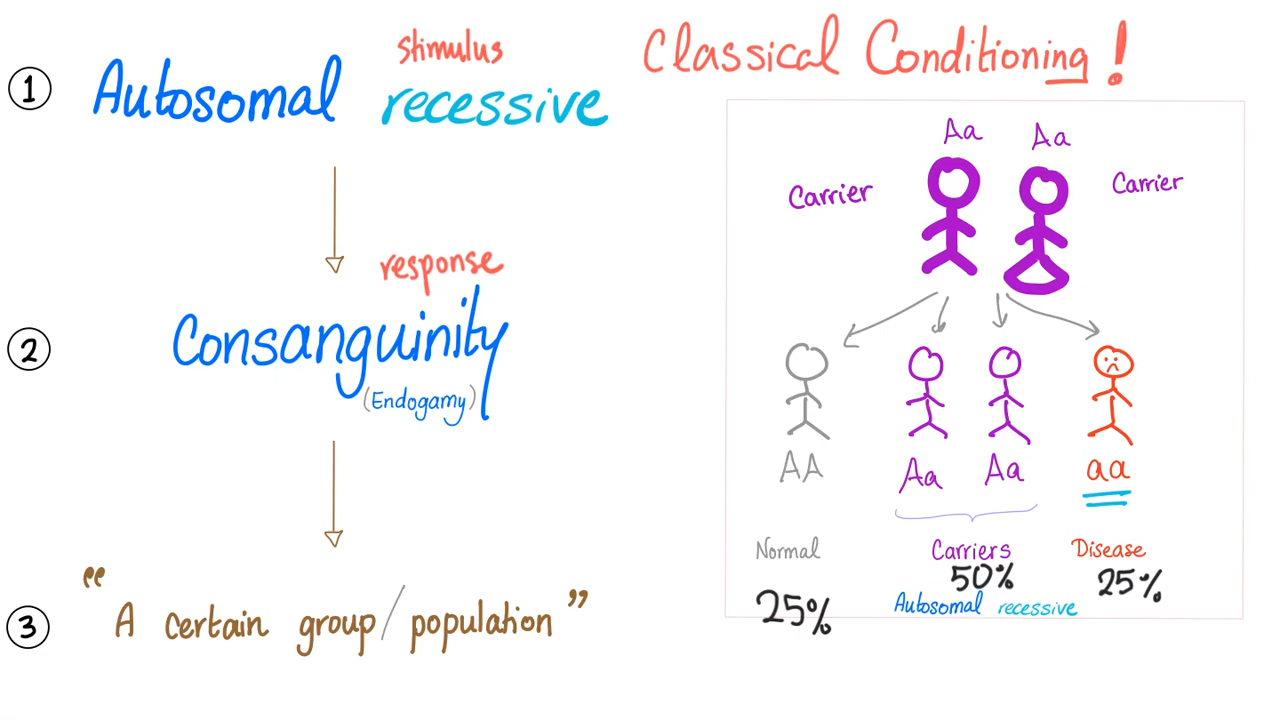 Classical Conditioning !
1
stimulus
Autosomal recessive
response
2
Consanguinity
(Endogamy)
3
“ A certain group/population ”
Aa Aa
Carrier Carrier
AA Aa Aa aa
Normal Carriers Disease
25% 50% 25%
Autosomal recessive